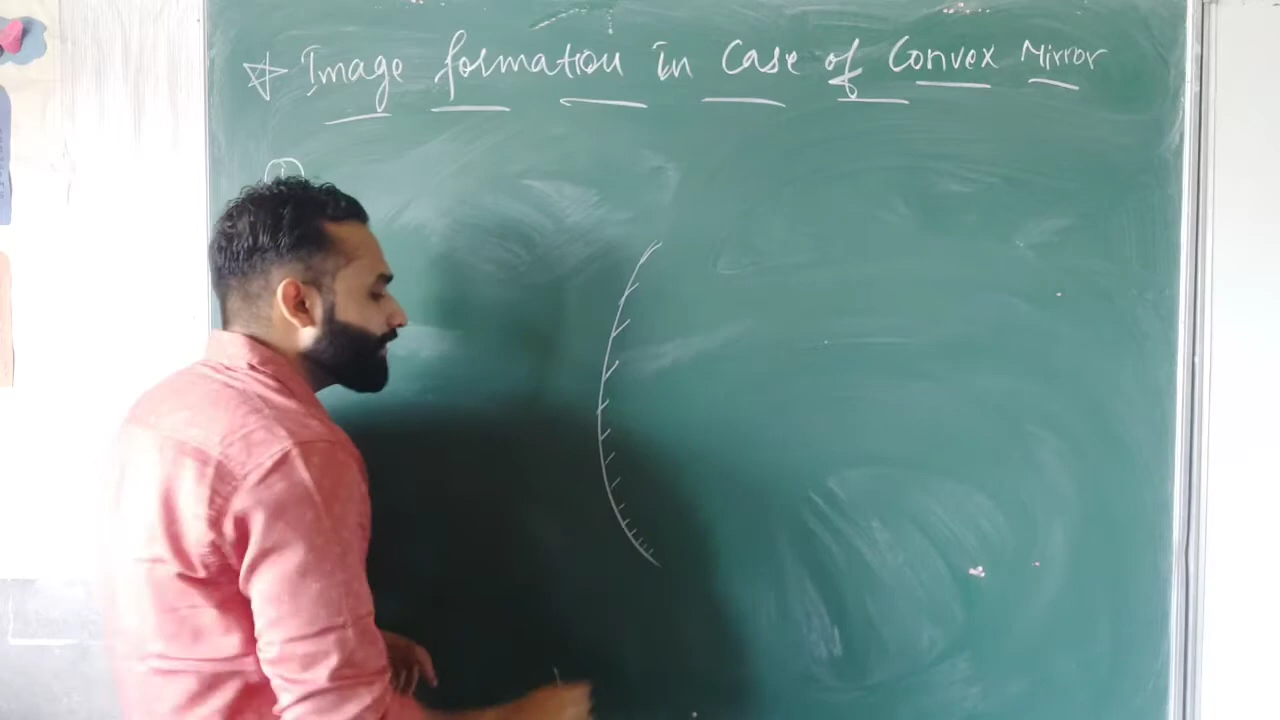 ☆ Image formation in Case of Convex Mirror